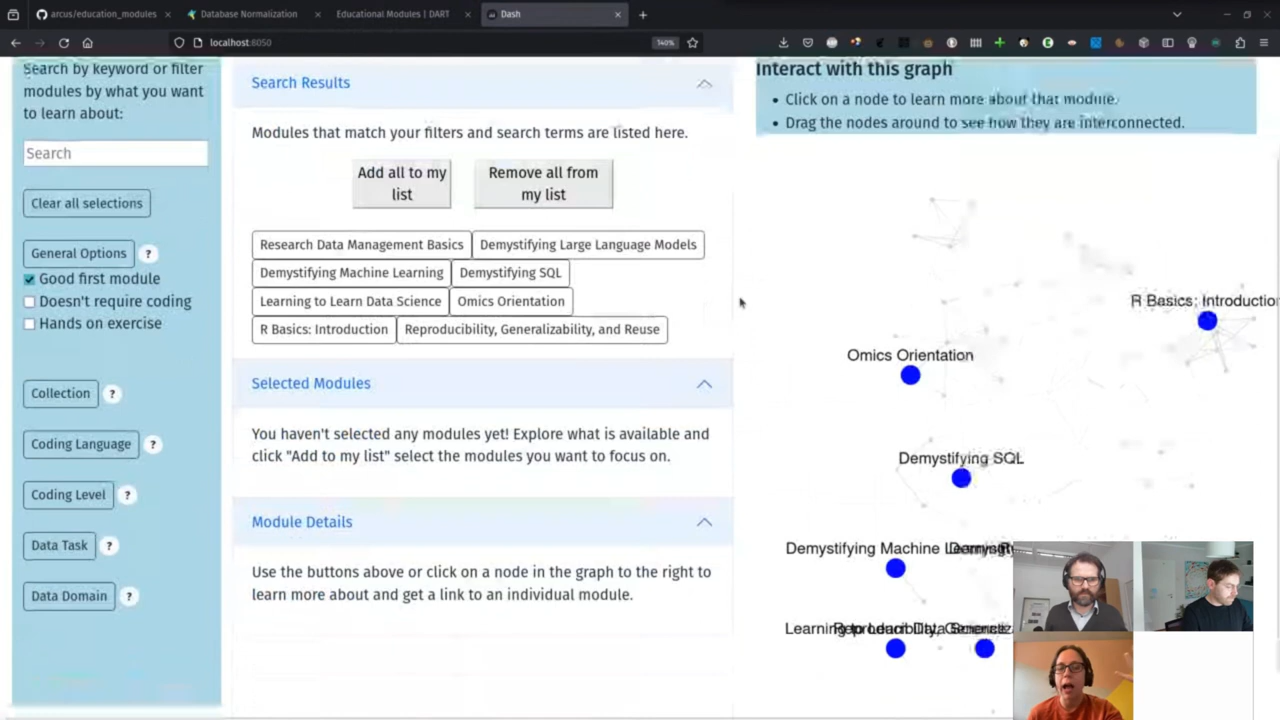 arcus/education_modules
Database Normalization
Educational Modules | DART
Dash
localhost:8050
140%
Search by keyword or filter
modules by what you want
to learn about:
Search
Clear all selections
General Options ?
Good first module
Doesn't require coding
Hands on exercise
Collection ?
Coding Language ?
Coding Level ?
Data Task ?
Data Domain ?
Search Results
Modules that match your filters and search terms are listed here.
Add all to my
list
Remove all from
my list
Research Data Management Basics
Demystifying Large Language Models
Demystifying Machine Learning
Demystifying SQL
Learning to Learn Data Science
Omics Orientation
R Basics: Introduction
Reproducibility, Generalizability, and Reuse
Selected Modules
You haven't selected any modules yet! Explore what is available and
click "Add to my list" select the modules you want to focus on.
Module Details
Use the buttons above or click on a node in the graph to the right to
learn more about and get a link to an individual module.
Interact with this graph
• Click on a node to learn more about that module.
• Drag the nodes around to see how they are interconnected.
R Basics: Introduction
Omics Orientation
Demystifying SQL
Demystifying Machine
Learning to